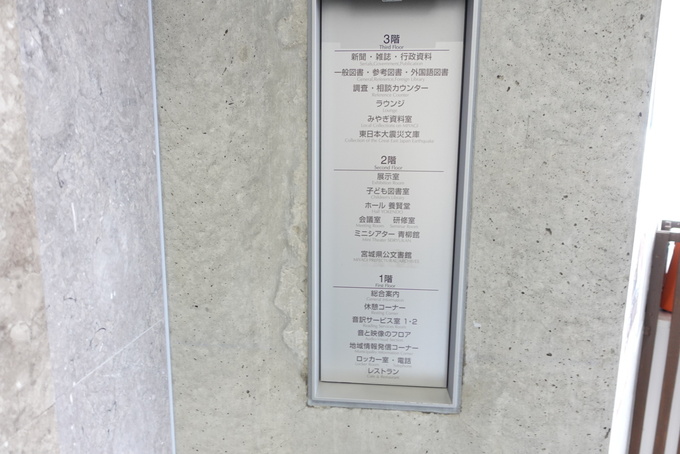 3階
Third Floor
新聞・雑誌・行政資料
一般図書・参考図書・外国語図書
調査・相談カウンター
ラウンジ
みやぎ資料室
東日本大震災文庫
2階
Second Floor
展示室
子ども図書室
ホール 養賢堂
会議室 研修室
ミニシアター 青柳館
宮城県公文書館
1階
First Floor
総合案内
休憩コーナー
音訳サービス室 1・2
音と映像のフロア
地域情報発信コーナー
ロッカー室・電話
レストラン